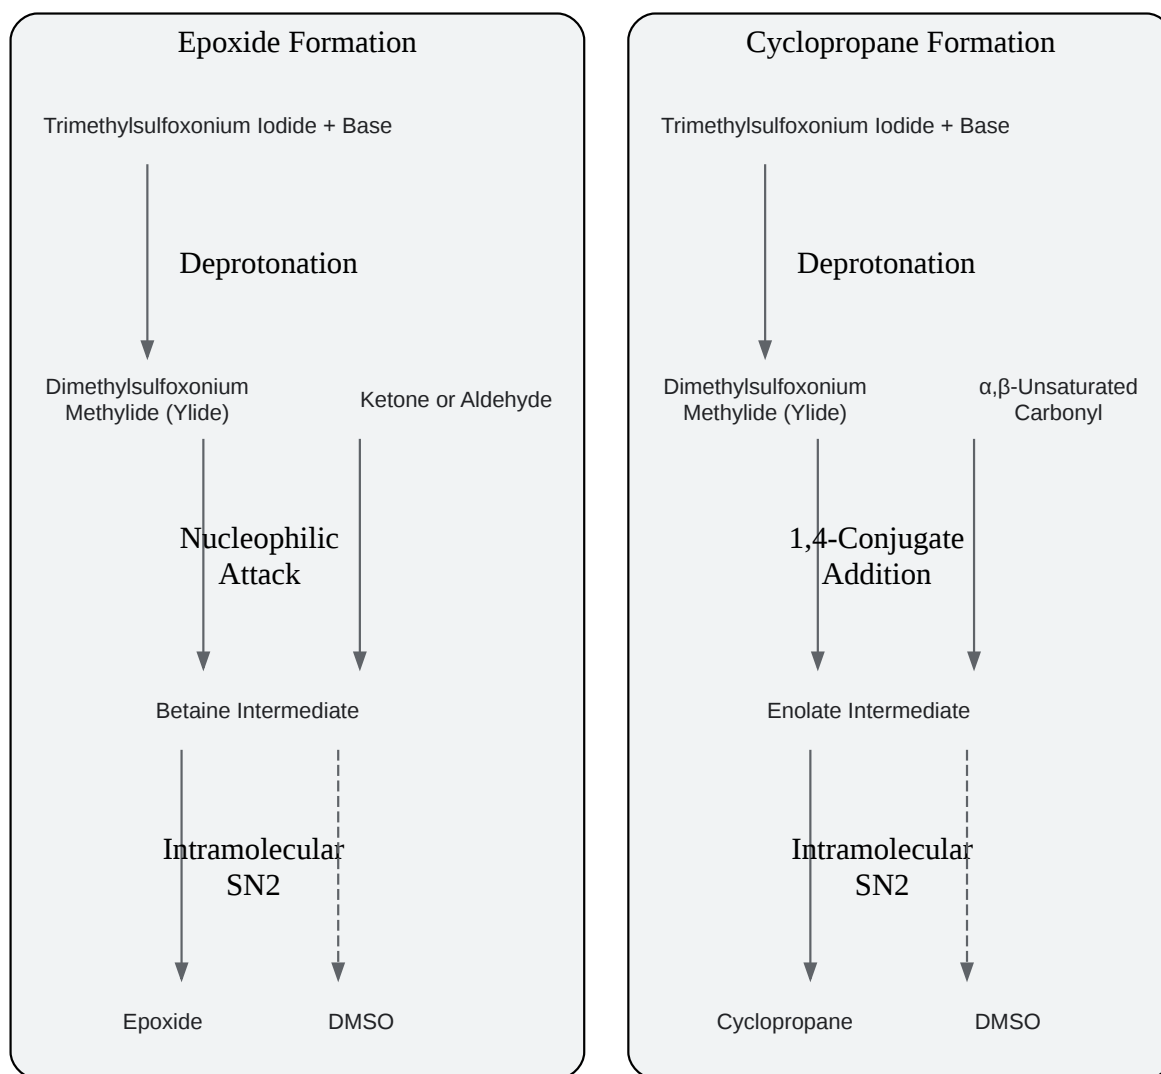 Epoxide Formation
Trimethylsulfoxonium Iodide + Base
Deprotonation
Dimethylsulfoxonium
Methylide (Ylide)
Ketone or Aldehyde
Nucleophilic
Attack
Betaine Intermediate
Intramolecular
SN2
Epoxide
DMSO
Cyclopropane Formation
Trimethylsulfoxonium Iodide + Base
Deprotonation
Dimethylsulfoxonium
Methylide (Ylide)
α,β-Unsaturated
Carbonyl
1,4-Conjugate
Addition
Enolate Intermediate
Intramolecular
SN2
Cyclopropane
DMSO